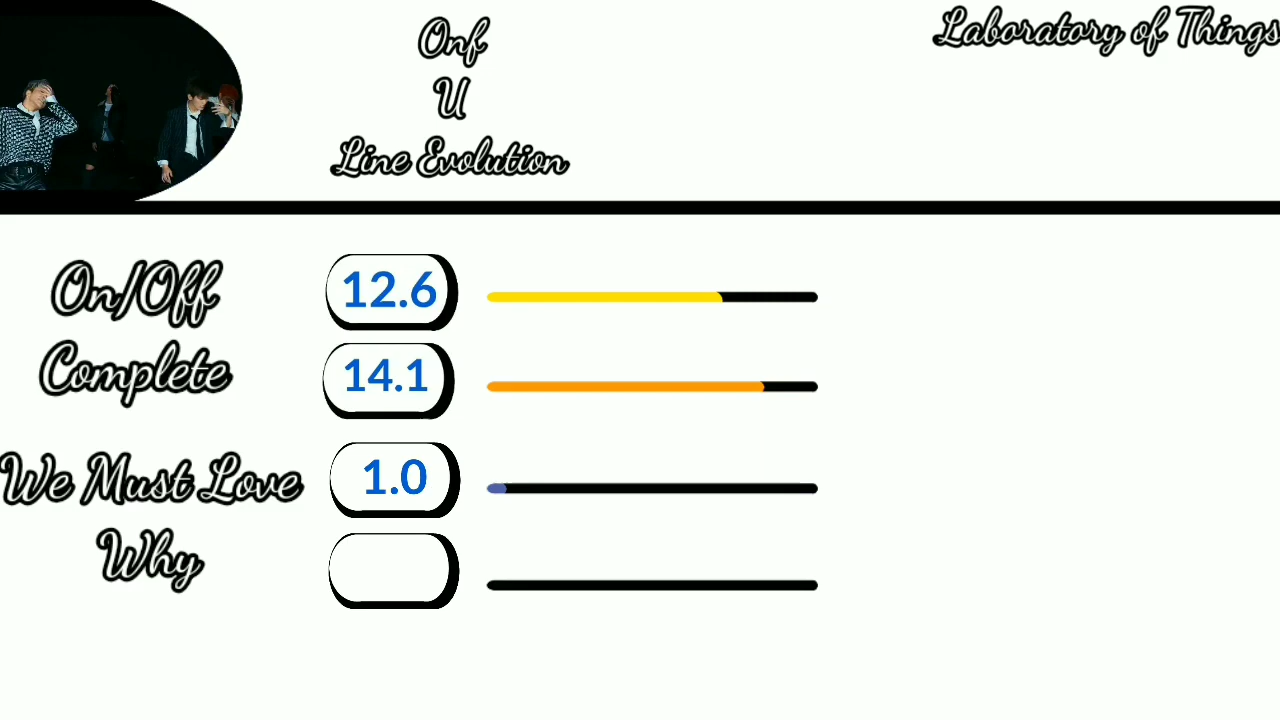 Onf
U
Line Evolution
Laboratory of Things
On/Off
12.6
Complete
14.1
We Must Love
1.0
Why